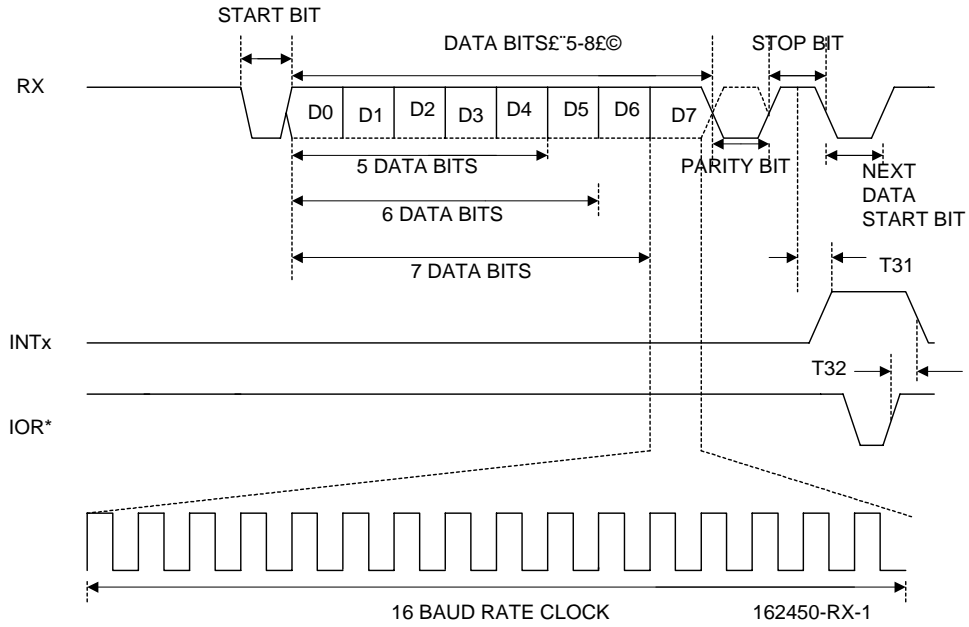 START BIT
DATA BITS£¨5-8£©
STOP BIT
RX
D0 D1 D2 D3 D4 D5 D6 D7
5 DATA BITS
PARITY BIT
NEXT
DATA
START BIT
6 DATA BITS
7 DATA BITS
T31
INTx
T32
IOR*
16 BAUD RATE CLOCK
162450-RX-1